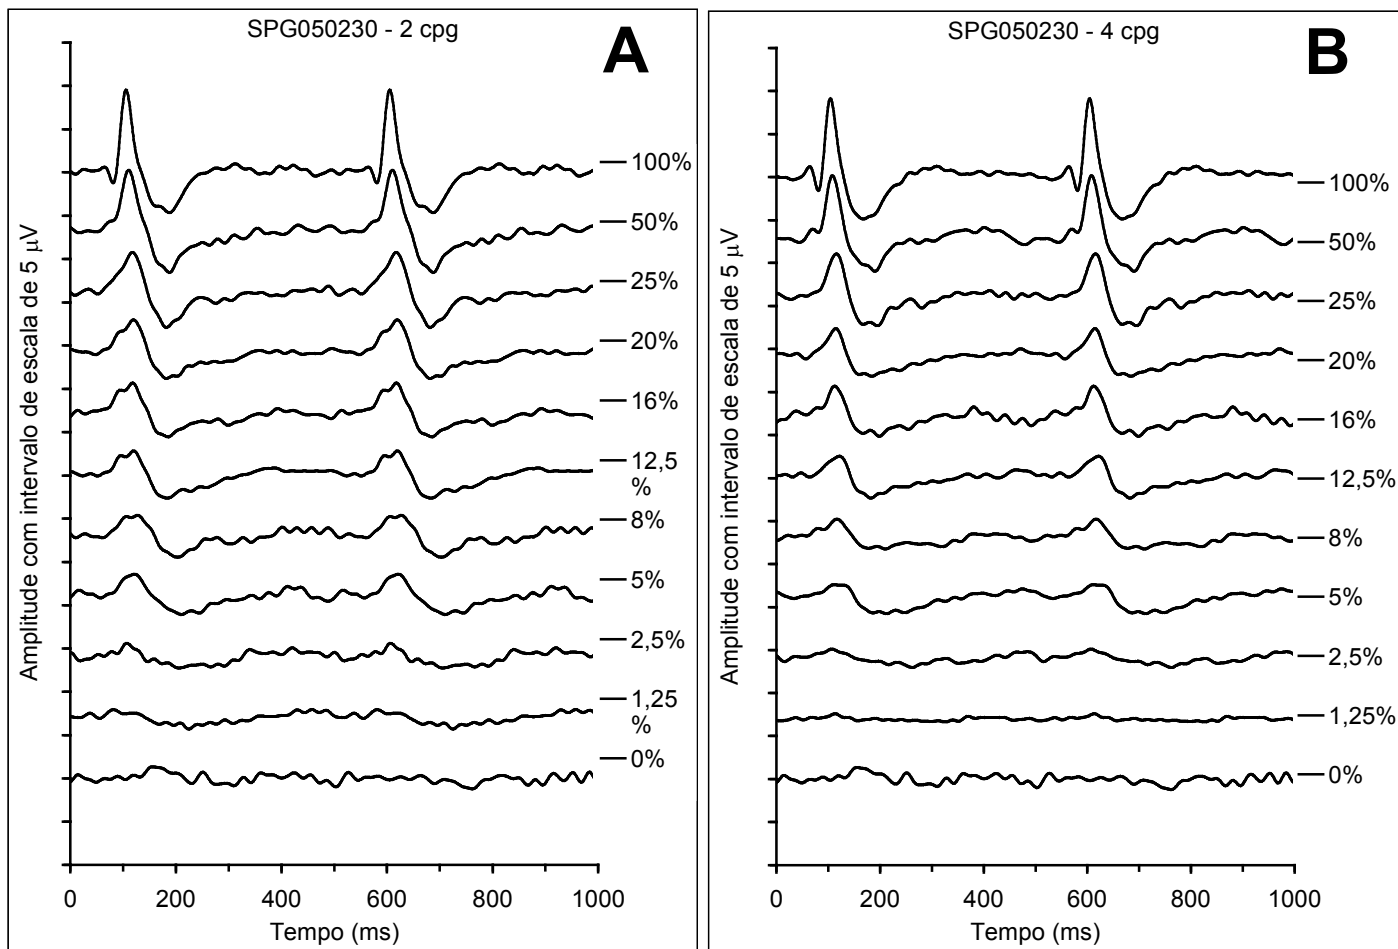 SPG050230 - 2 cpg
A
Amplitude com intervalo de escala de 5 µV
100%
50%
25%
20%
16%
12,5
%
8%
5%
2,5%
1,25
%
0%
0 200 400 600 800 1000
Tempo (ms)
SPG050230 - 4 cpg
B
Amplitude com intervalo de escala de 5 µV
100%
50%
25%
20%
16%
12,5%
8%
5%
2,5%
1,25%
0%
0 200 400 600 800 1000
Tempo (ms)